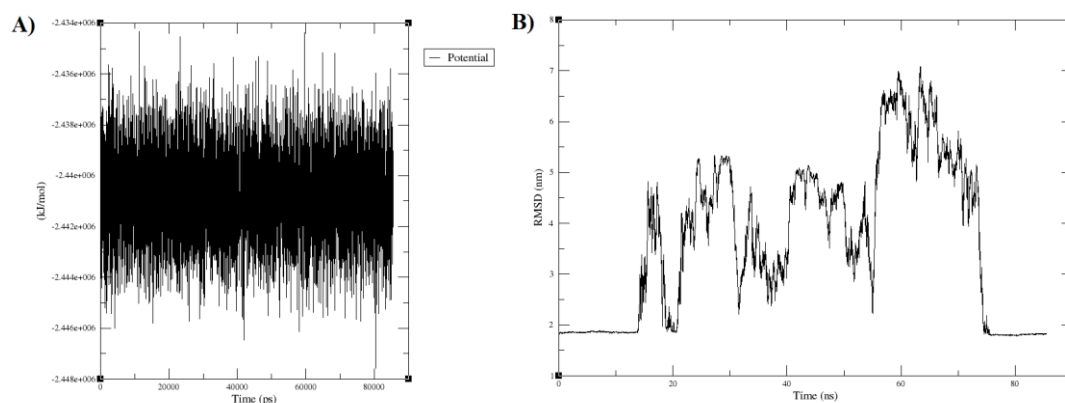 A)
-2.434e+006
-2.436e+006
-2.438e+006
-2.44e+006
-2.442e+006
-2.444e+006
-2.446e+006
-2.448e+006
(kJ/mol)
0
20000
40000
60000
80000
Time (ps)
Potential
B)
8
7
6
5
4
3
2
1
RMSD (nm)
0
20
40
60
80
Time (ns)